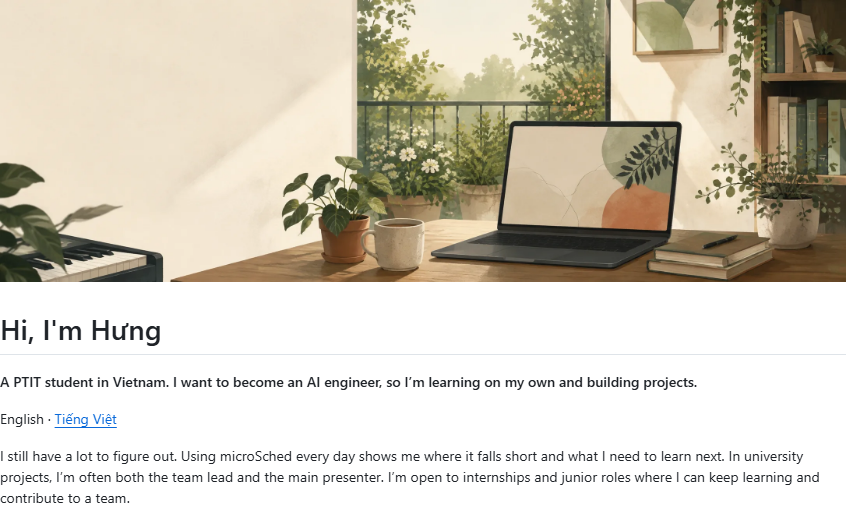 Hi, I'm Hưng
A PTIT student in Vietnam. I want to become an AI engineer, so I’m learning on my own and building projects.
English · Tiếng Việt
I still have a lot to figure out. Using microSched every day shows me where it falls short and what I need to learn next. In university
projects, I’m often both the team lead and the main presenter. I’m open to internships and junior roles where I can keep learning and
contribute to a team.